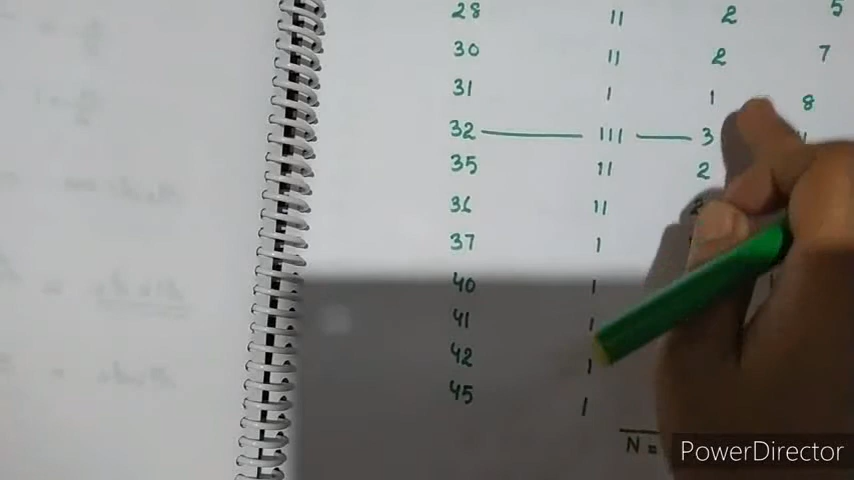 28 11 2 5
30 11 2 7
31 1 1 8
32 111 3
35 11 2
36 11 2
37 1
40 1
41 1
42 1
45 1
N =
PowerDirector